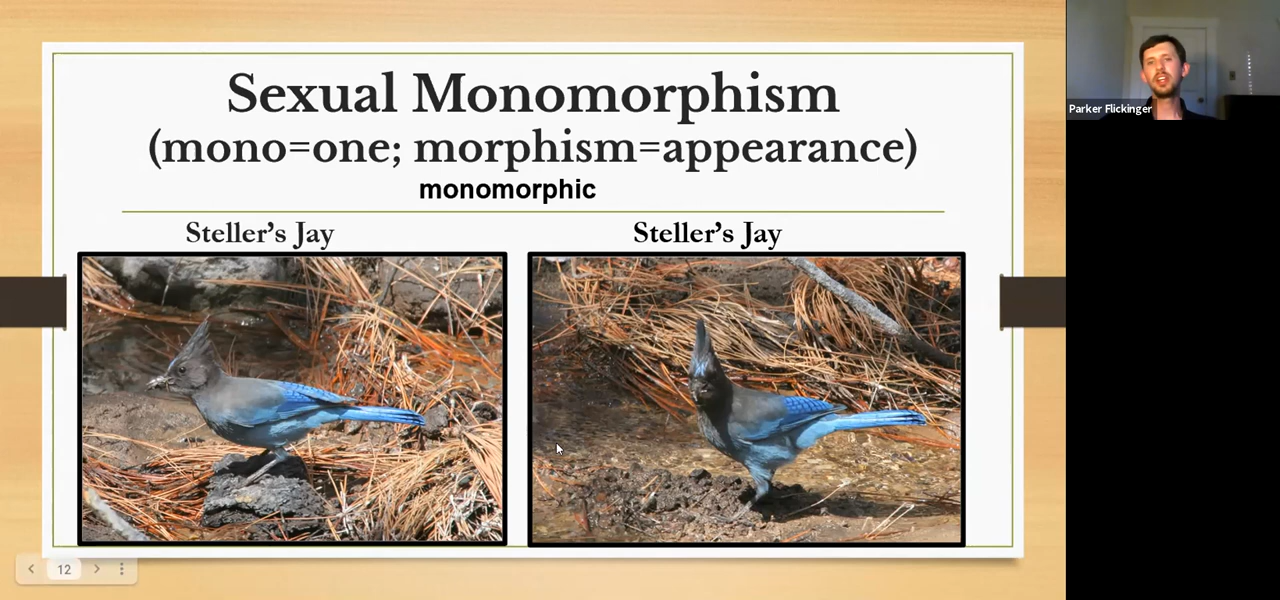 Sexual Monomorphism
(mono=one; morphism=appearance)
monomorphic
Steller’s Jay
Steller’s Jay
12
Parker Flickinger